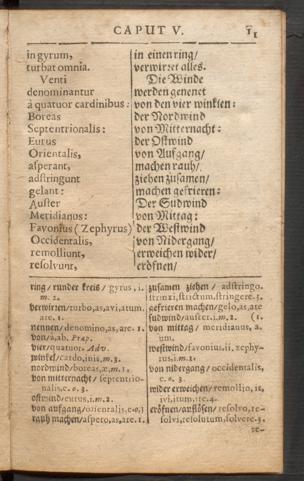 CAPUT V. 11
in gyrum,
turbat omnia.
Venti
denominantur
à quatuor cardinibus:
Boreas
Septentrionalis:
Eurus
Orientalis,
asperant,
adstringunt
gelant:
Auster
Meridianus:
Favonius (Zephyrus)
Occidentalis,
remolliunt,
resolvunt,
in einen ring/
verwirret alles.
Die Winde
werden genenet
von den vier winklen:
der Nordwind
von Mitternacht:
der Ostwind
von Aufgang/
machen rauh/
ziehen zusamen/
machen gefrieren:
Der Sudwind
von Mittag:
der Westwind
von Nidergang/
erweichen wider/
eröfnen/
ring/ runder kreis/ gyrus, i.
m. 2.
verwirren/turbo, as, avi, atum,
are. 1.
nennen/denomino, as, are. 1.
von/a, ab. Præp.
vier/quatuor. Adv.
winkel/cardo, inis, m. 3.
nordwind/boreas, æ, m. 1.
von mitternacht/ septentrio-
nalis, e. c. 3.
ostwind/eurus, i. m. 2.
von aufgang/orientalis, e. c. 3
rauh machen/aspero, as, are. 1.
zusamen ziehen/ adstringo,
strinxi, strictum, stringere. 3.
gefrieren machen/gelo, as, are
sudwind/auster. i. m. 2. (1.
von mittag/ meridianus, a,
um.
westwind/favonius. ii, zephy-
rus, i. m. 2.
von nidergang/ occidentalis,
e. c. 3.
wider erweichen/ remollio, is,
ivi, itum. ire. 4.
eröfnen/auflösen/ resolvo, re-
solvi, resolutum, solvere. 3.